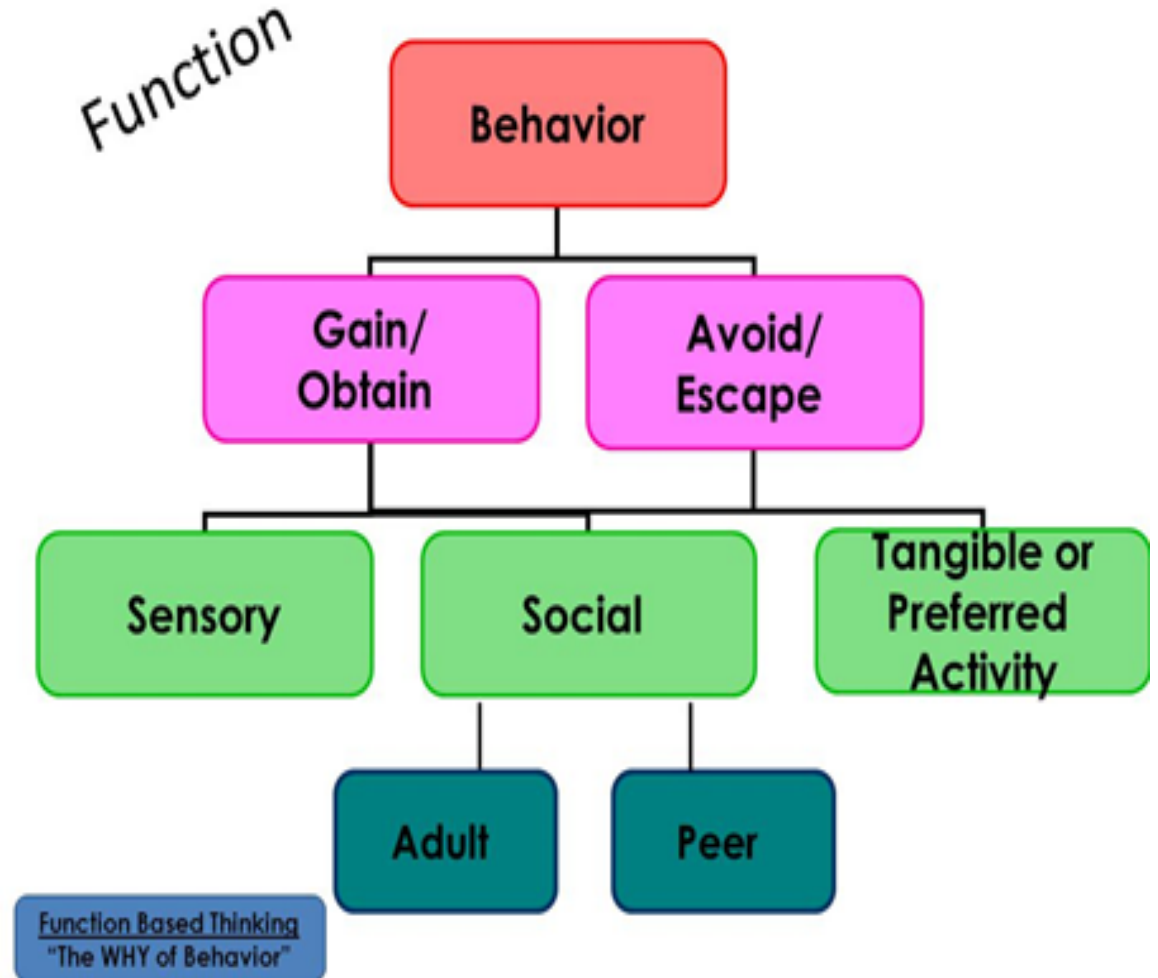 Function
Behavior
Gain/
Obtain
Avoid/
Escape
Sensory
Social
Tangible or
Preferred
Activity
Adult
Peer
Function Based Thinking
"The WHY of Behavior"